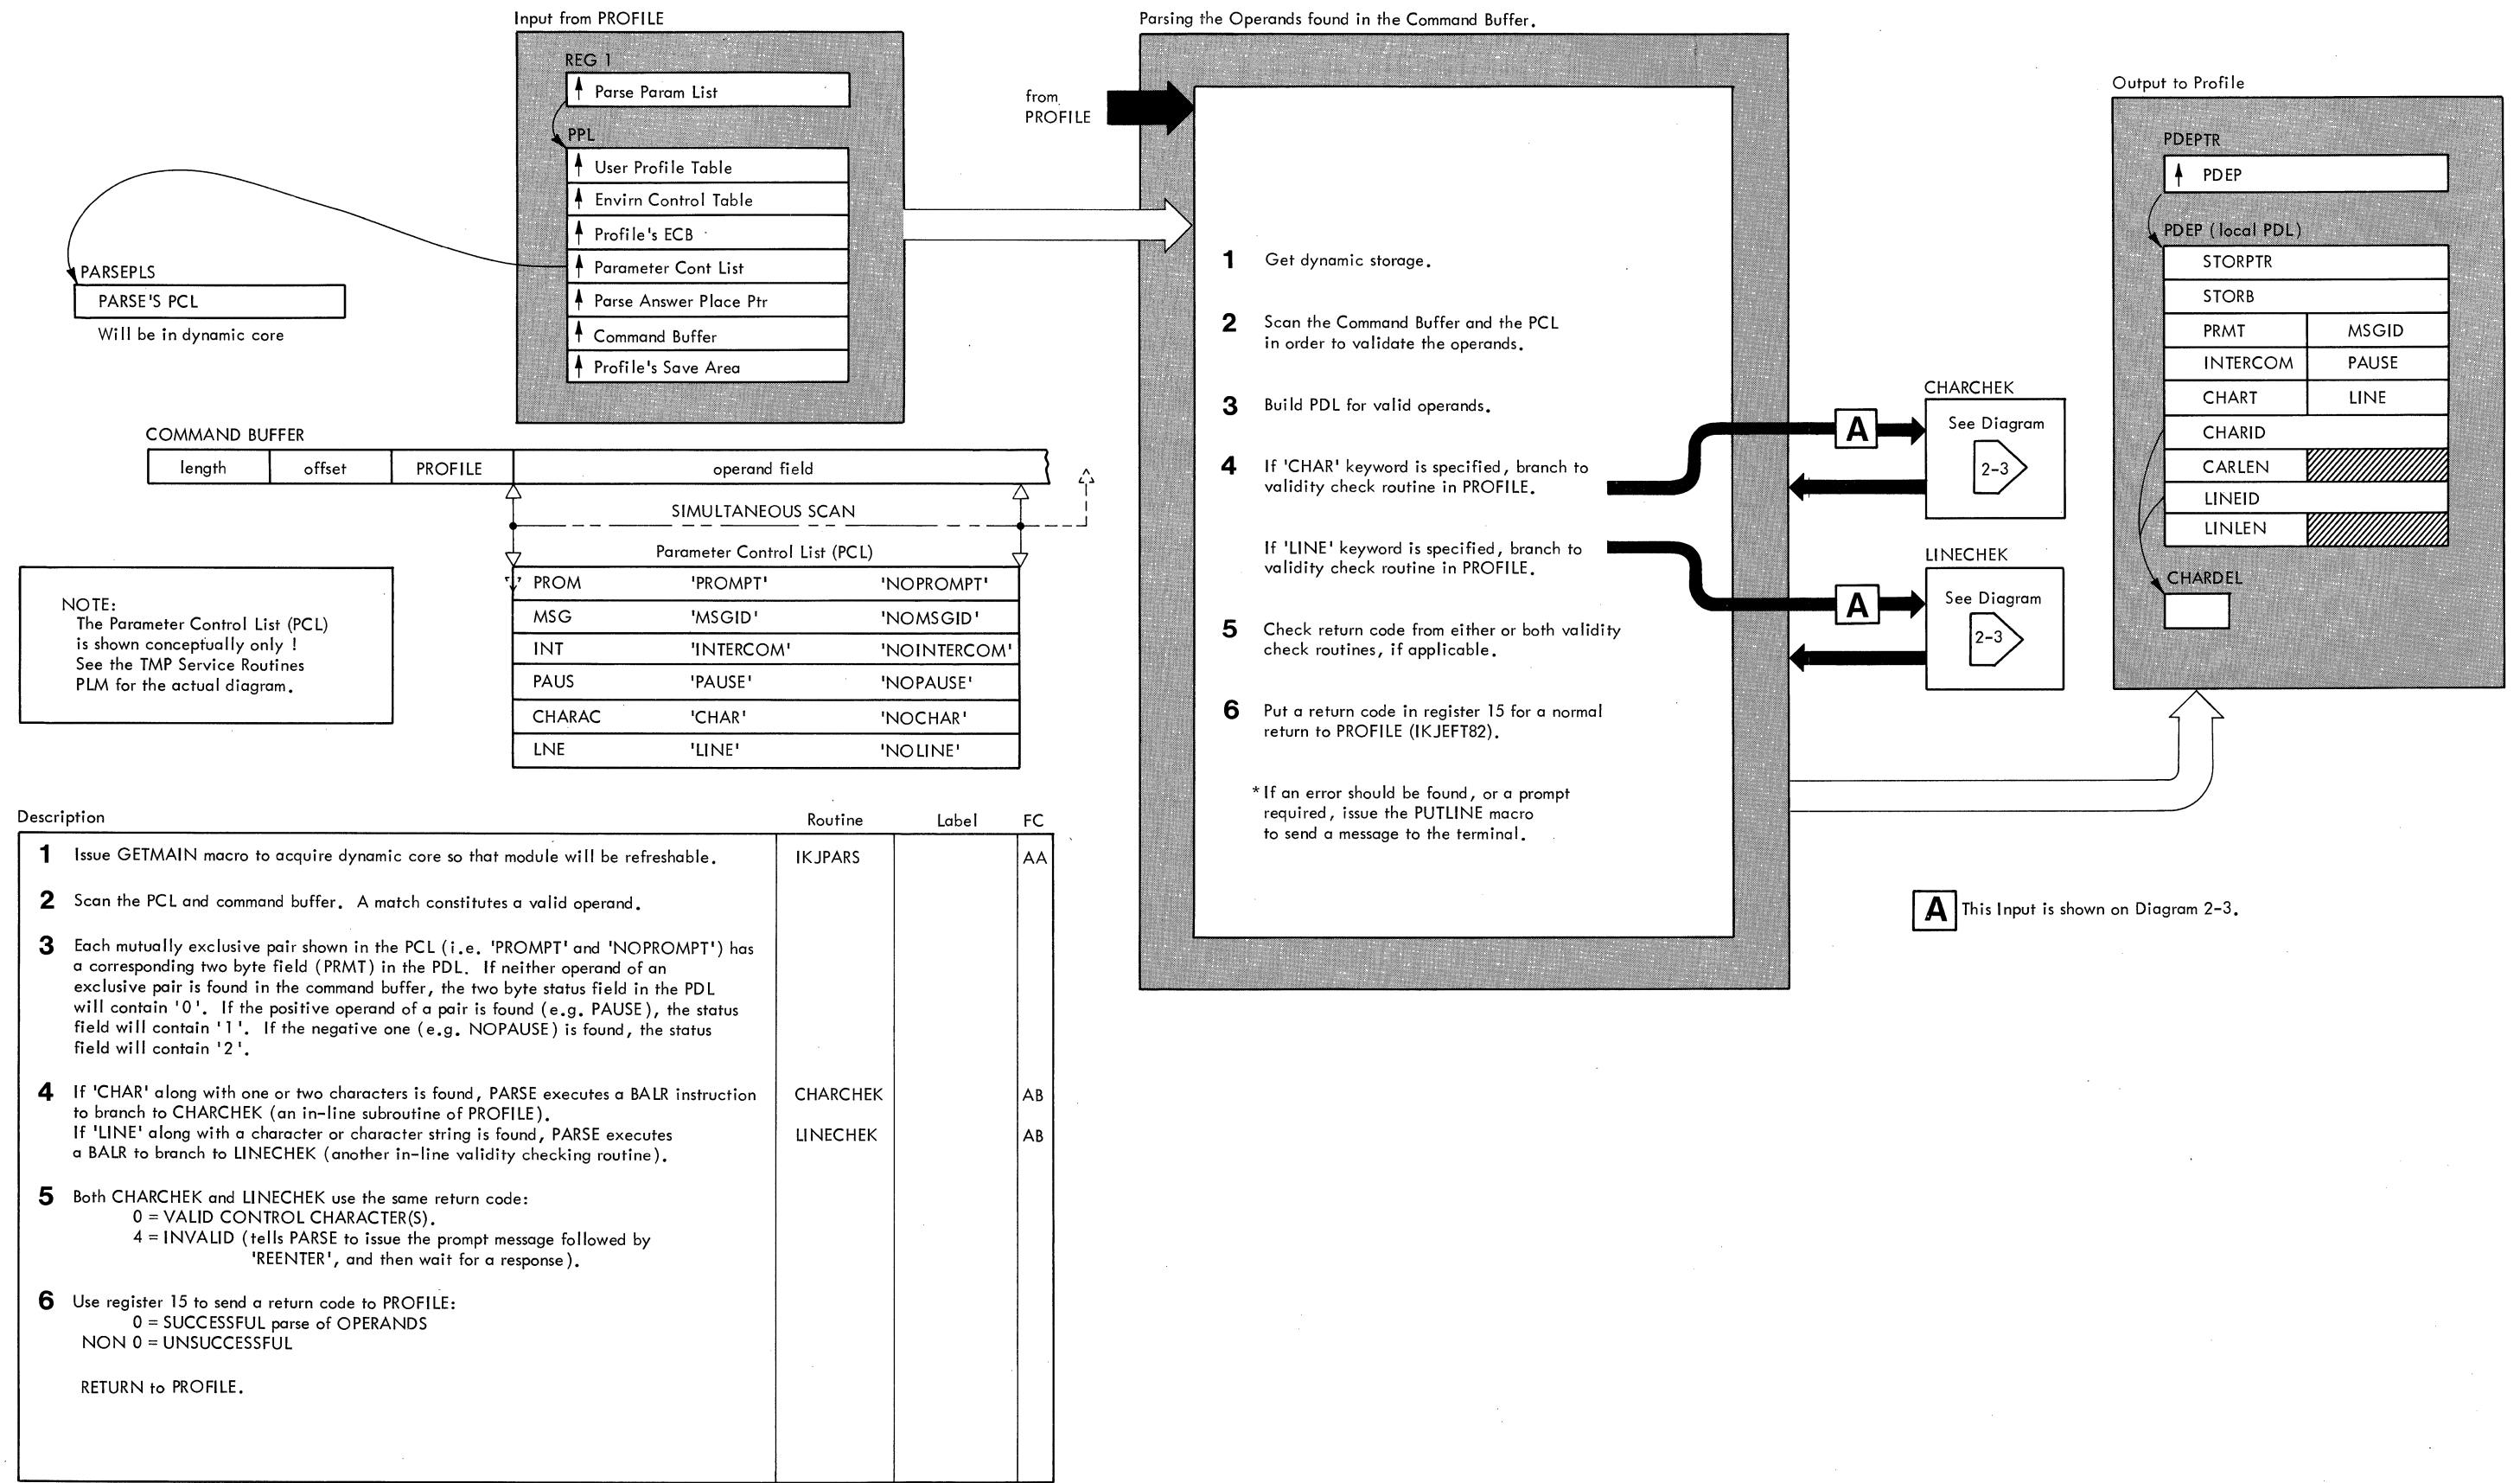 Input from PROFILE
REG 1
Parse Param List
PPL
User Profile Table
Envirn Control Table
Profile's ECB
Parameter Cont List
Parse Answer Place Ptr
Command Buffer
Profile's Save Area
PARSEPLS
PARSE'S PCL
Will be in dynamic core
COMMAND BUFFER
length offset PROFILE operand field
SIMULTANEOUS SCAN
Parameter Control List (PCL)
PROM 'PROMPT' 'NOPROMPT'
MSG 'MSGID' 'NOMSGID'
INT 'INTERCOM' 'NOINTERCOM'
PAUS 'PAUSE' 'NOPAUSE'
CHARAC 'CHAR' 'NOCHAR'
LNE 'LINE' 'NOLINE'
NOTE:
The Parameter Control List (PCL)
is shown conceptually only !
See the TMP Service Routines
PLM for the actual diagram.
Parsing the Operands found in the Command Buffer.
from
PROFILE
1 Get dynamic storage.
2 Scan the Command Buffer and the PCL
in order to validate the operands.
3 Build PDL for valid operands.
4 If 'CHAR' keyword is specified, branch to
validity check routine in PROFILE.
If 'LINE' keyword is specified, branch to
validity check routine in PROFILE.
5 Check return code from either or both validity
check routines, if applicable.
6 Put a return code in register 15 for a normal
return to PROFILE (IKJEFT82).
*If an error should be found, or a prompt
required, issue the PUTLINE macro
to send a message to the terminal.
A
CHARCHEK
See Diagram
2-3
A
LINECHEK
See Diagram
2-3
Output to Profile
PDEPTR
PDEP
PDEP (local PDL)
STORPTR
STORB
PRMT MSGID
INTERCOM PAUSE
CHART LINE
CHARID
CARLEN
LINEID
LINLEN
CHARDEL
A This Input is shown on Diagram 2-3.
Description Routine Label FC
1 Issue GETMAIN macro to acquire dynamic core so that module will be refreshable. IKJPARS AA
2 Scan the PCL and command buffer. A match constitutes a valid operand.
3 Each mutually exclusive pair shown in the PCL (i.e. 'PROMPT' and 'NOPROMPT') has
a corresponding two byte field (PRMT) in the PDL. If neither operand of an
exclusive pair is found in the command buffer, the two byte status field in the PDL
will contain '0'. If the positive operand of a pair is found (e.g. PAUSE), the status
field will contain '1'. If the negative one (e.g. NOPAUSE) is found, the status
field will contain '2'.
4 If 'CHAR' along with one or two characters is found, PARSE executes a BALR instruction CHARCHEK AB
to branch to CHARCHEK (an in-line subroutine of PROFILE).
If 'LINE' along with a character or character string is found, PARSE executes LINECHEK AB
a BALR to branch to LINECHEK (another in-line validity checking routine).
5 Both CHARCHEK and LINECHEK use the same return code:
0 = VALID CONTROL CHARACTER(S).
4 = INVALID (tells PARSE to issue the prompt message followed by
'REENTER', and then wait for a response).
6 Use register 15 to send a return code to PROFILE:
0 = SUCCESSFUL parse of OPERANDS
NON 0 = UNSUCCESSFUL
RETURN to PROFILE.